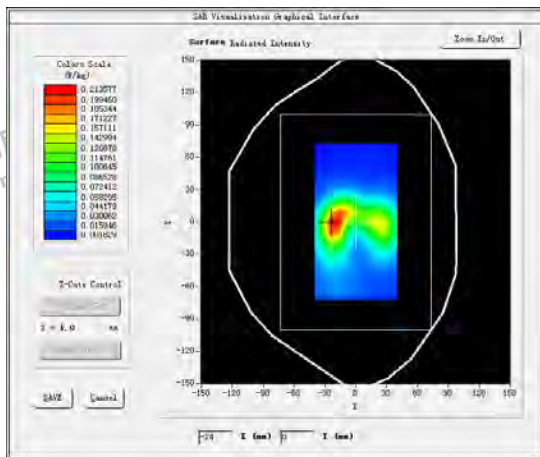 SAR Visualisation Graphical Interface
Surface Radiated Intensity
Zoom In/Out
Colors Scale
(W/kg)
0.213577
0.199460
0.185344
0.171227
0.157111
0.142994
0.128878
0.114761
0.100645
0.086528
0.072412
0.058295
0.044179
0.030062
0.015946
0.001829
150
120
90
60
30
0
-30
-60
-90
-120
-150
Y
-150 -120 -90 -60 -30 0 30 60 90 120 150
X
Z-Cuts Control
mm
SAVE Cancel
-24 X (mm) 0 Y (mm)